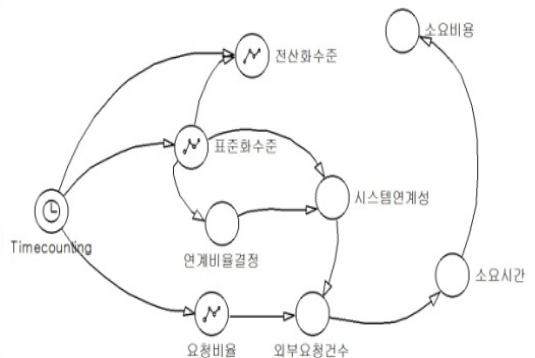 소요비용
전산화수준
표준화수준
시스템연계성
Timecounting
연계비율결정
소요시간
요청비율
외부요청건수